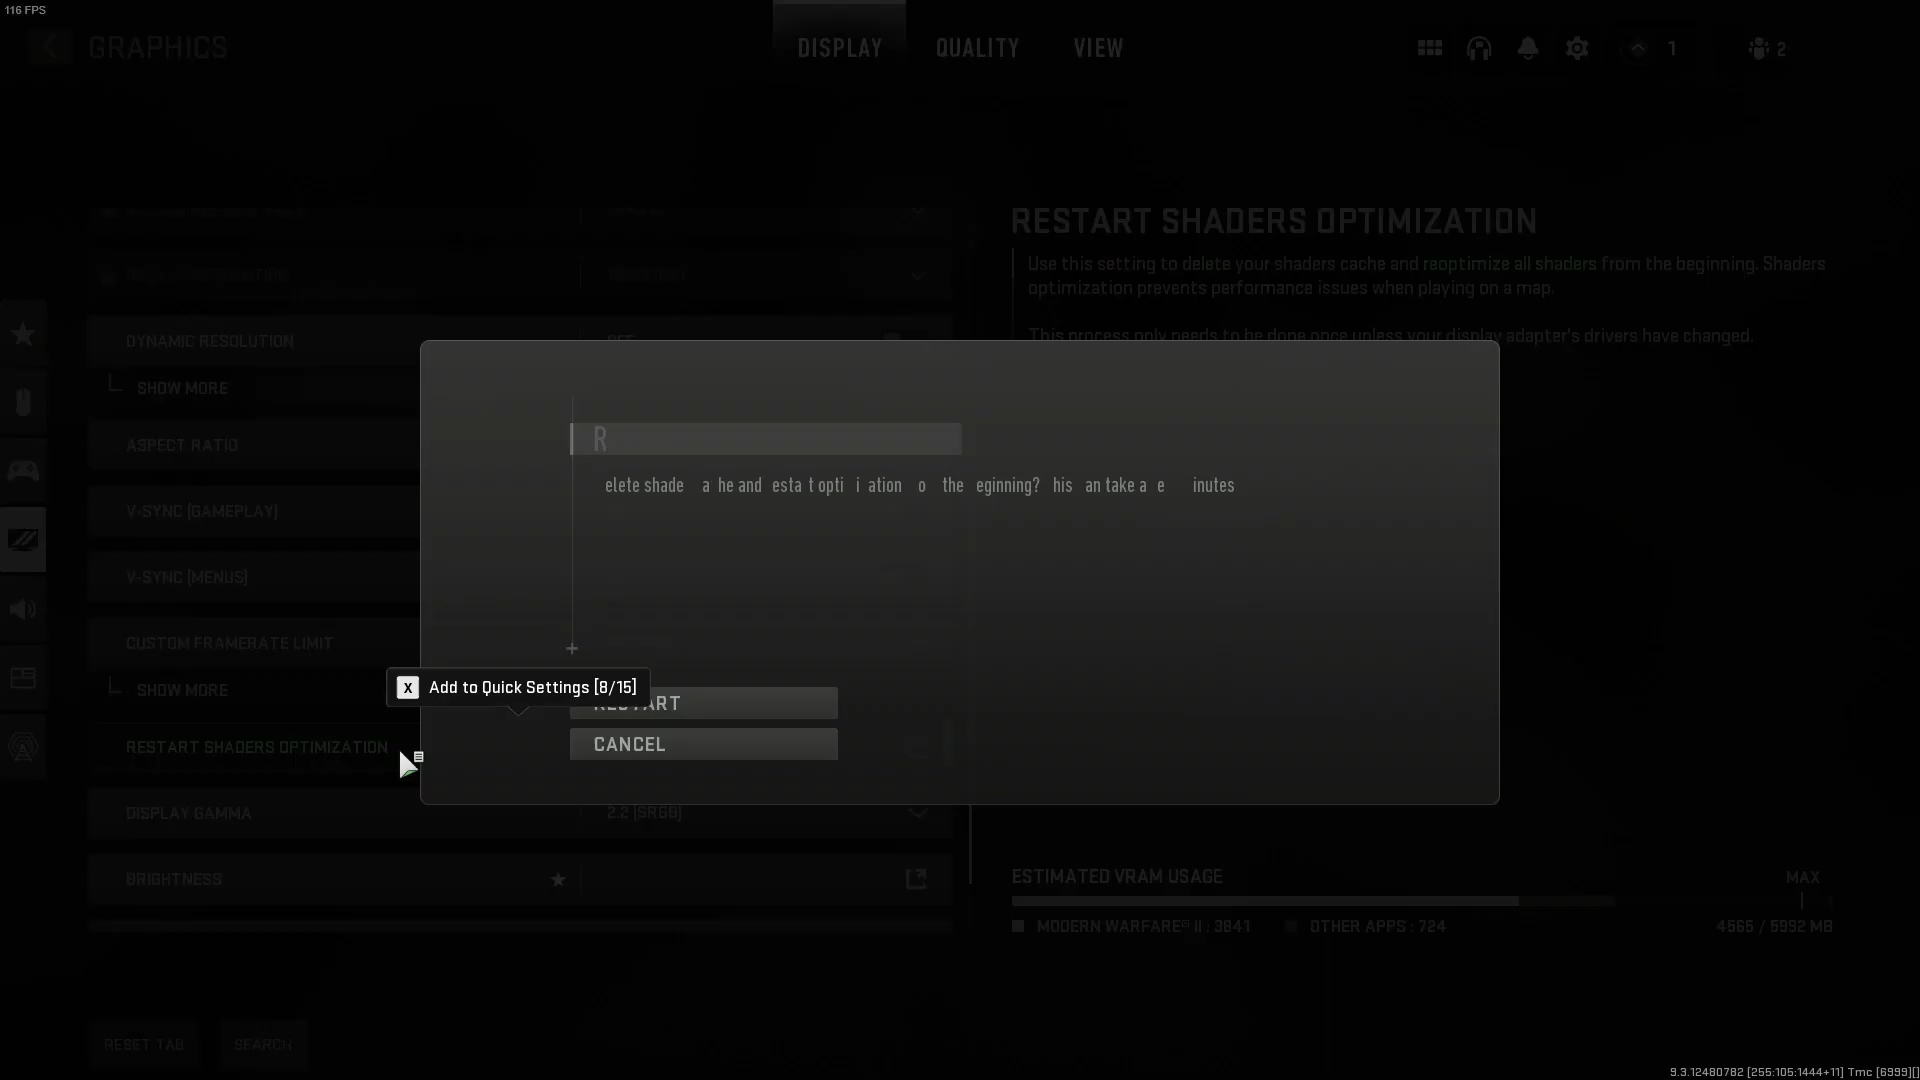 116 FPS
GRAPHICS
DISPLAY
QUALITY
VIEW
1
2
RESTART SHADERS OPTIMIZATION
Use this setting to delete your shaders cache and reoptimize all shaders from the beginning. Shaders
optimization prevents performance issues when playing on a map.
This process only needs to be done once unless your display adapter's drivers have changed.
DYNAMIC RESOLUTION
OFF
SHOW MORE
ASPECT RATIO
V-SYNC [GAMEPLAY]
V-SYNC [MENUS]
CUSTOM FRAMERATE LIMIT
SHOW MORE
RESTART SHADERS OPTIMIZATION
DISPLAY GAMMA
2.2 [SRGB]
BRIGHTNESS
R
elete shade a he and esta t opti i ation o the eginning? his an take a e inutes
X Add to Quick Settings [8/15]
RESTART
CANCEL
ESTIMATED VRAM USAGE
MAX
MODERN WARFARE® II : 3841
OTHER APPS : 724
4565 / 5992 MB
RESET TAB
SEARCH
9.3.12480782 [255:105:1444+11] Tmc [6999][]